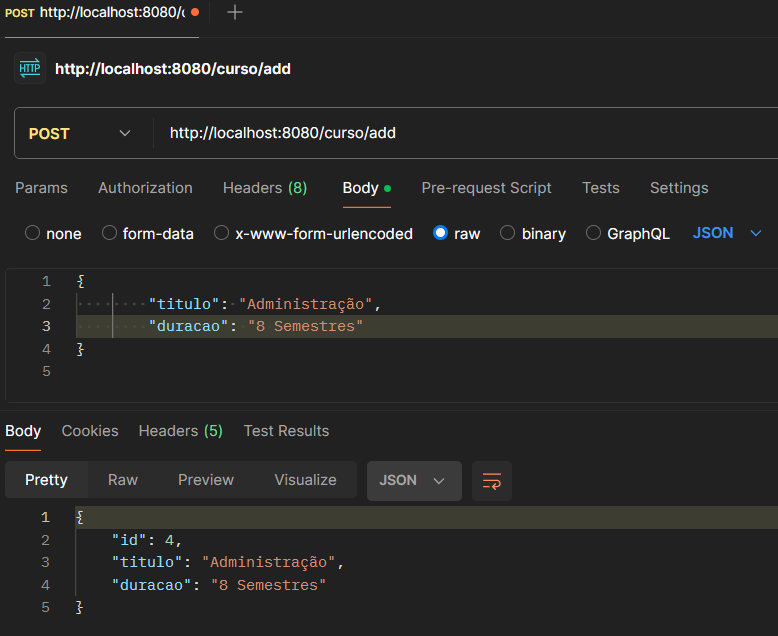 POST http://localhost:8080/c
HTTP http://localhost:8080/curso/add
POST http://localhost:8080/curso/add
Params Authorization Headers (8) Body Pre-request Script Tests Settings
none form-data x-www-form-urlencoded raw binary GraphQL JSON
1 {
2 "titulo": "Administração",
3 "duracao": "8 Semestres"
4 }
5
Body Cookies Headers (5) Test Results
Pretty Raw Preview Visualize JSON
1 {
2 "id": 4,
3 "titulo": "Administração",
4 "duracao": "8 Semestres"
5 }